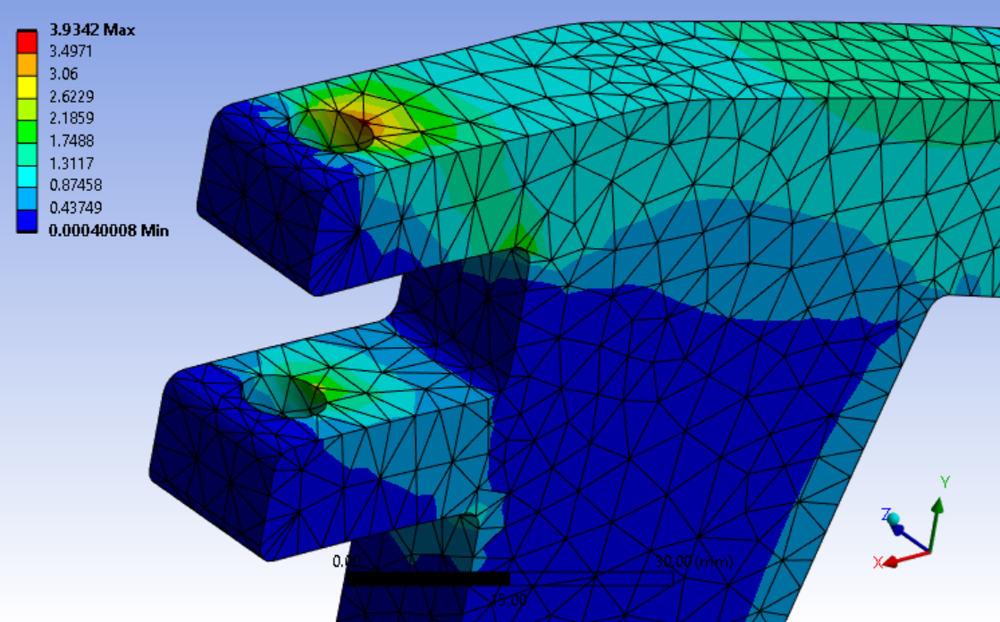 3.9342 Max
3.4971
3.06
2.6229
2.1859
1.7488
1.3117
0.87458
0.43749
0.00040008 Min
Y
Z
X
0.00
30.00 (mm)
15.00